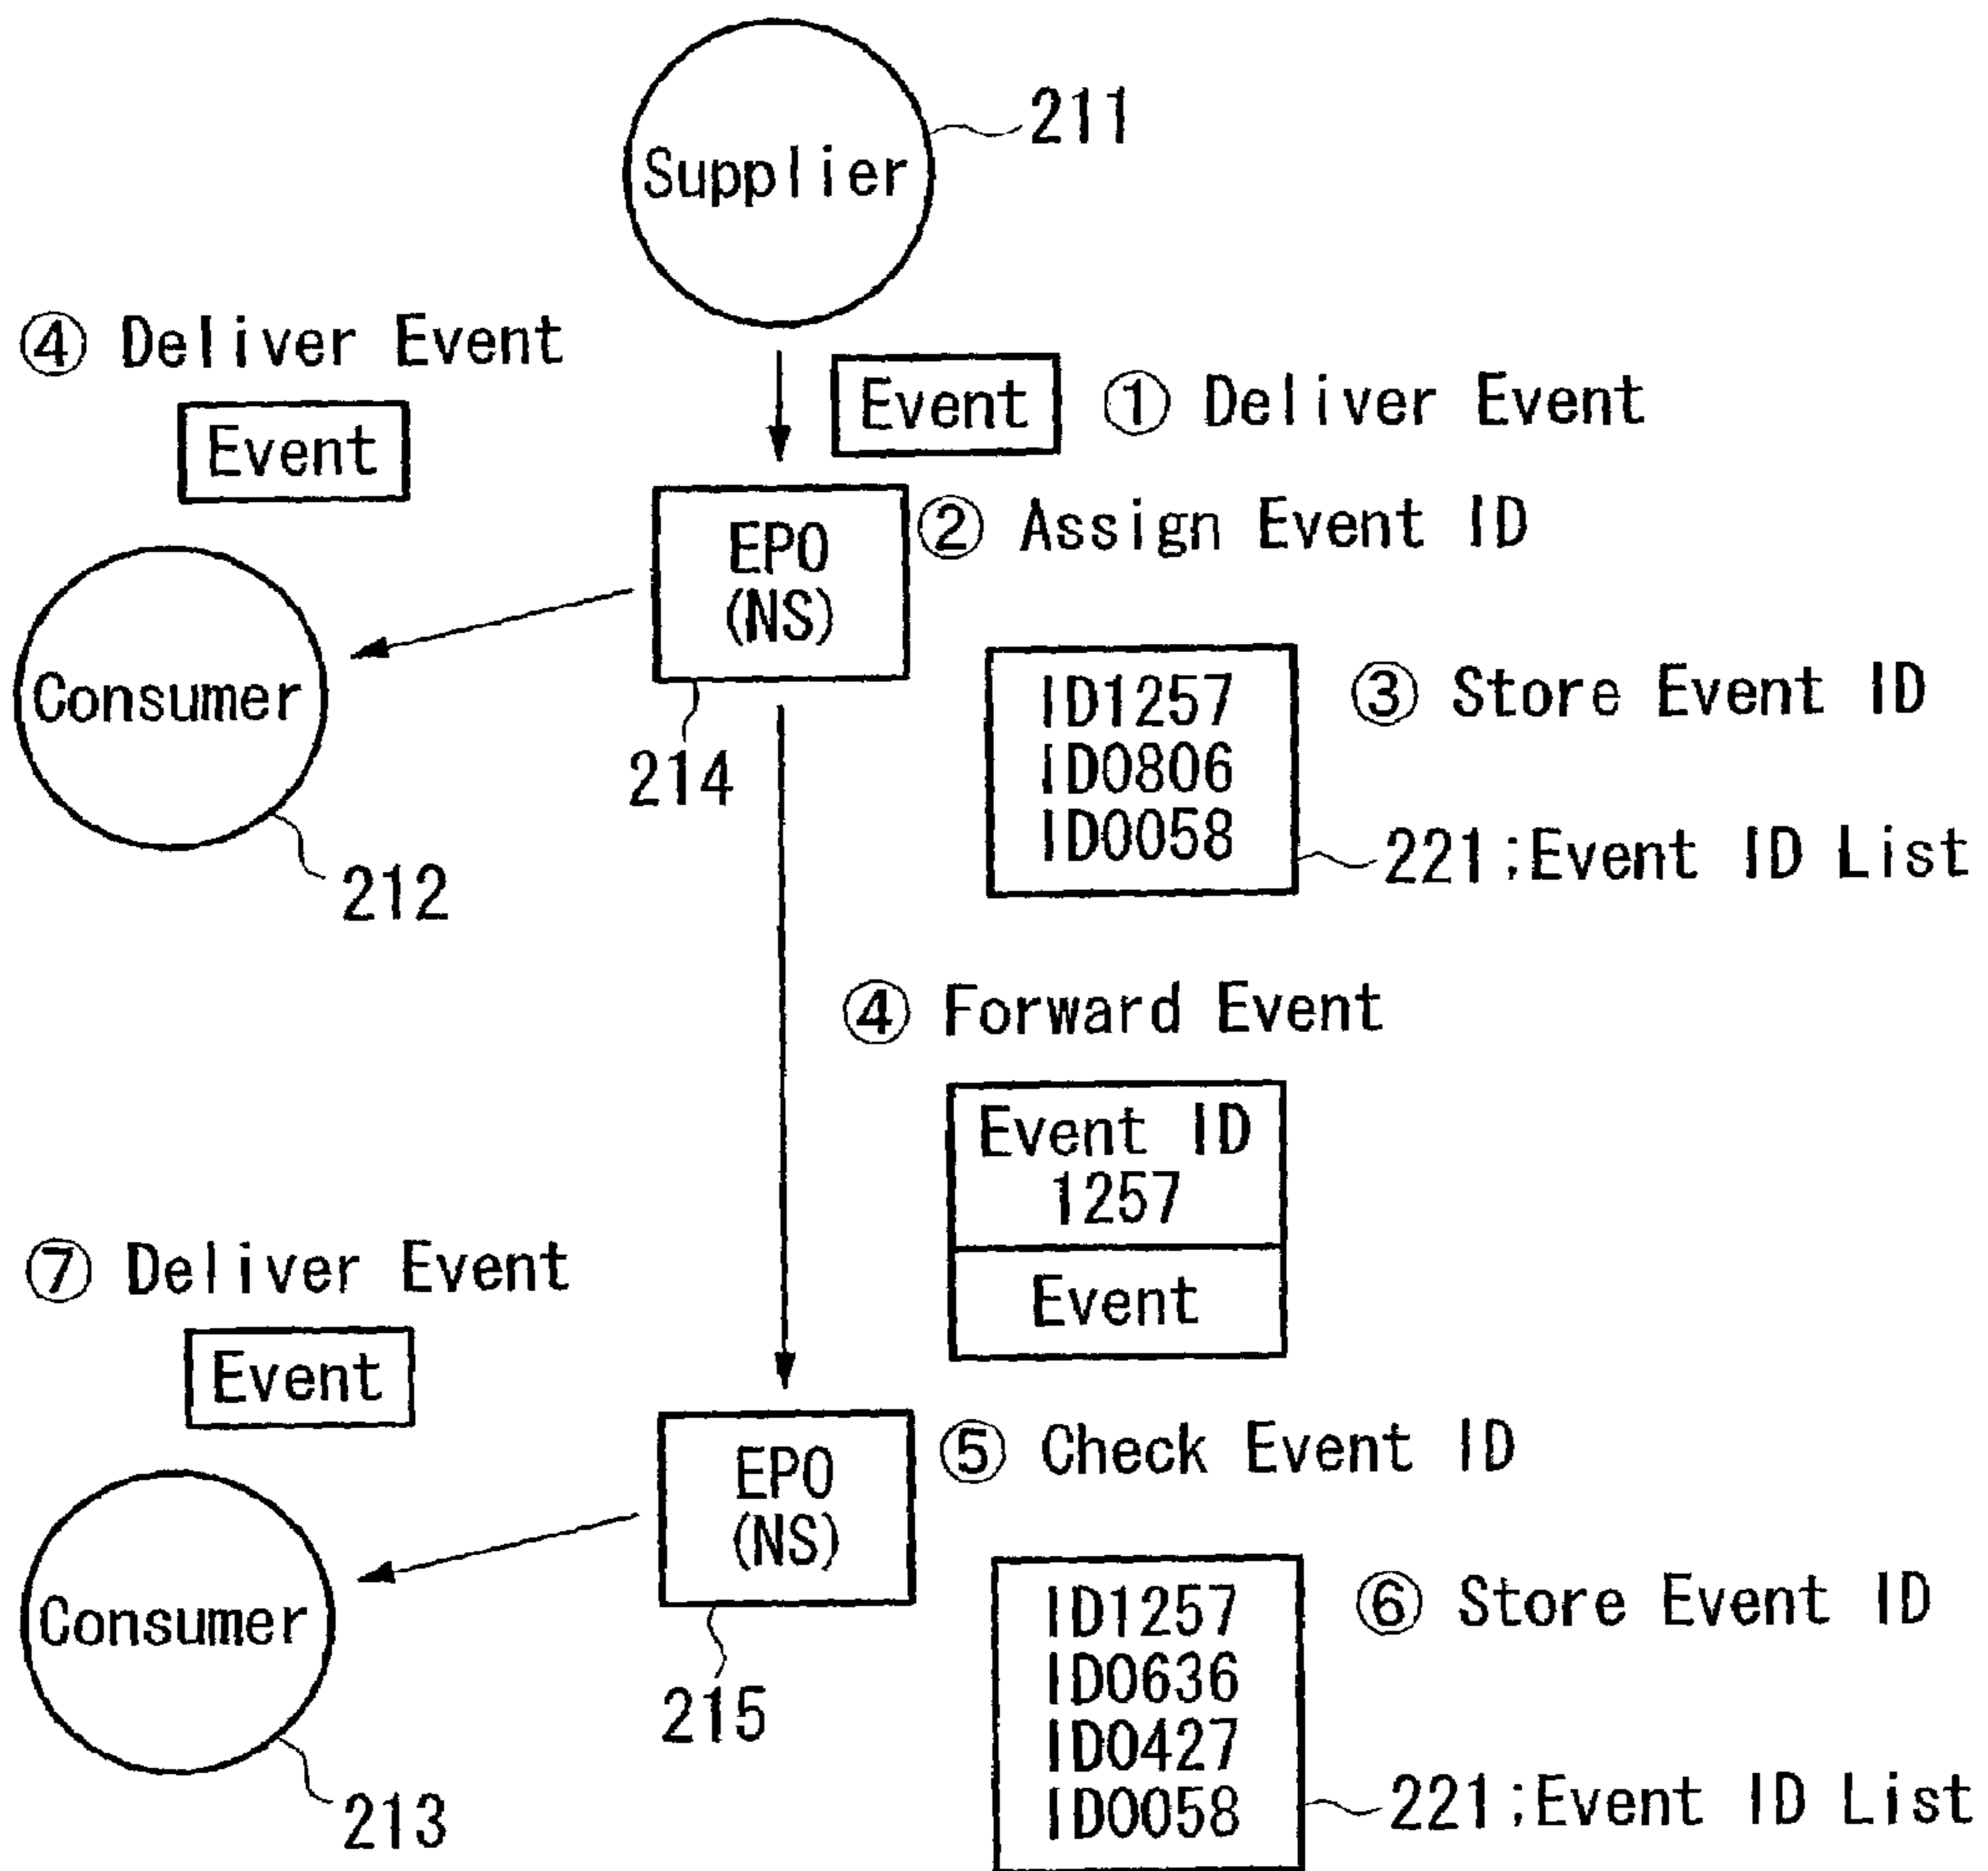 211
Supplier
④ Deliver Event
Event
Event
① Deliver Event
EPO
(NS)
② Assign Event ID
Consumer
212
214
ID1257
ID0806
ID0058
③ Store Event ID
221;Event ID List
④ Forward Event
Event ID
1257
Event
⑦ Deliver Event
Event
EPO
(NS)
⑤ Check Event ID
Consumer
213
215
ID1257
ID0636
ID0427
ID0058
⑥ Store Event ID
221;Event ID List